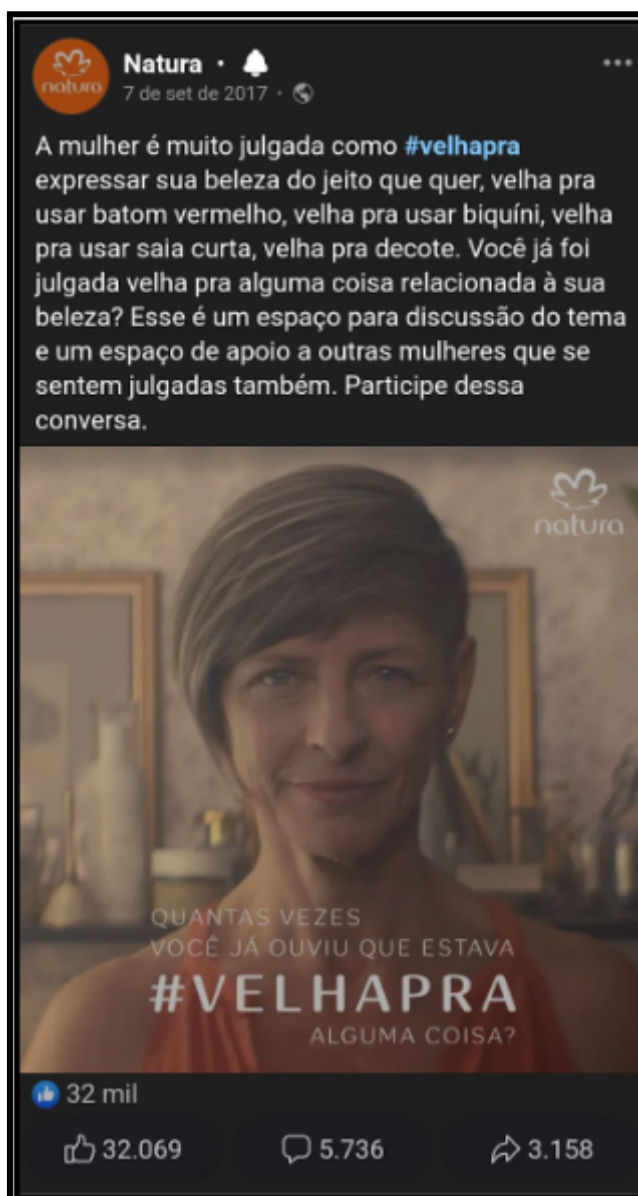 Natura ·
natura
7 de set de 2017 ·
A mulher é muito julgada como #velhapra
expressar sua beleza do jeito que quer, velha pra
usar batom vermelho, velha pra usar biquíni, velha
pra usar saia curta, velha pra decote. Você já foi
julgada velha pra alguma coisa relacionada à sua
beleza? Esse é um espaço para discussão do tema
e um espaço de apoio a outras mulheres que se
sentem julgadas também. Participe dessa
conversa.
natura
QUANTAS VEZES
VOCÊ JÁ OUVIU QUE ESTAVA
#VELHAPRA
ALGUMA COISA?
32 mil
32.069 5.736 3.158